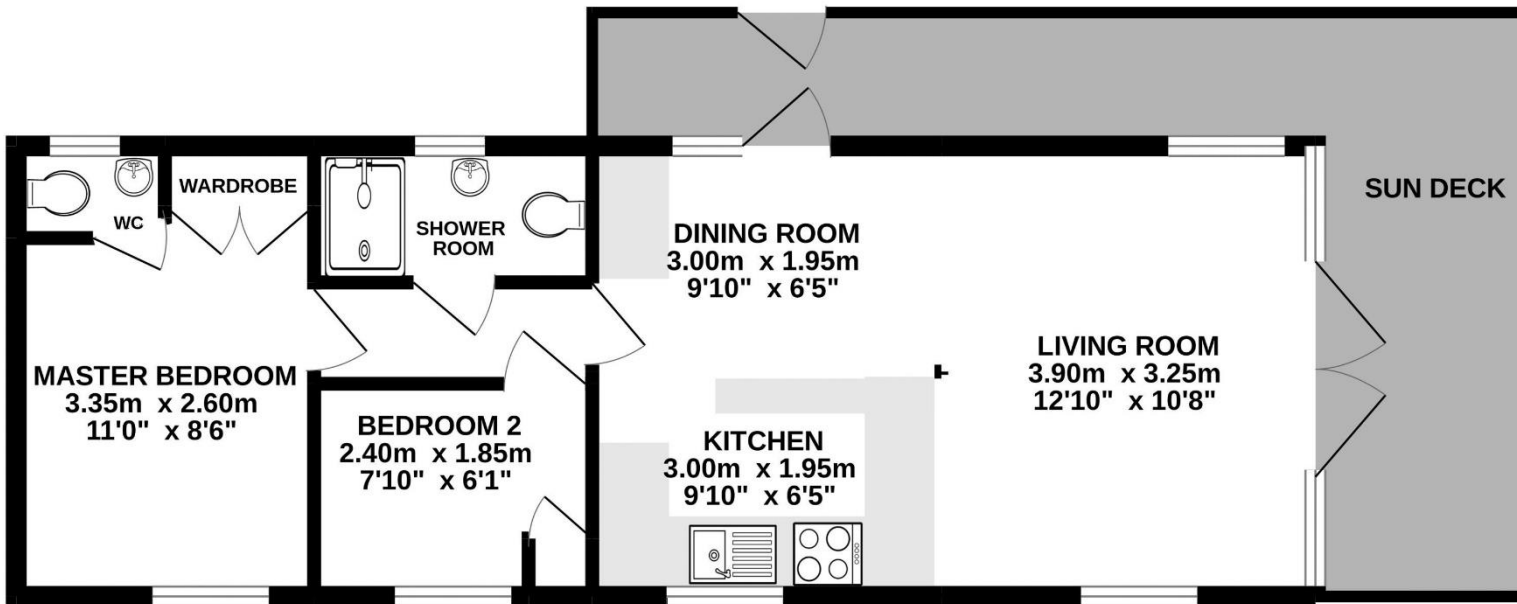 SUN DECK
WARDROBE
WC
SHOWER
ROOM
DINING ROOM
3.00m x 1.95m
9'10" x 6'5"
LIVING ROOM
3.90m x 3.25m
12'10" x 10'8"
MASTER BEDROOM
3.35m x 2.60m
11'0" x 8'6"
BEDROOM 2
2.40m x 1.85m
7'10" x 6'1"
KITCHEN
3.00m x 1.95m
9'10" x 6'5"